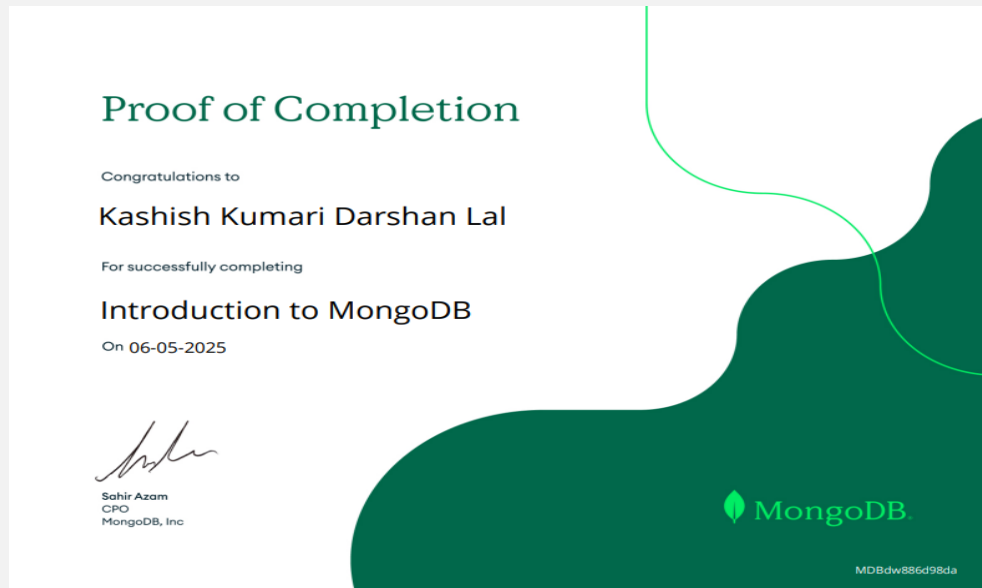 Proof of Completion
Congratulations to
Kashish Kumari Darshan Lal
For successfully completing
Introduction to MongoDB
On 06-05-2025
Sahir Azam
CPO
MongoDB, Inc
MongoDB.
MDBdw886d98da